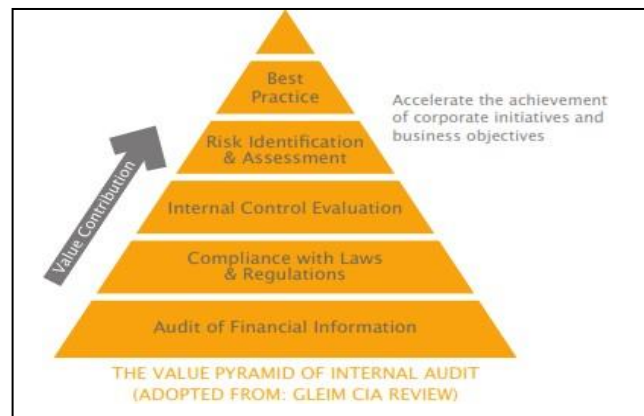 Best
Practice
Accelerate the achievement
of corporate initiatives and
business objectives
Risk Identification
& Assessment
Value Contribution
Internal Control Evaluation
Compliance with Laws
& Regulations
Audit of Financial Information
THE VALUE PYRAMID OF INTERNAL AUDIT
(ADOPTED FROM: GLEIM CIA REVIEW)